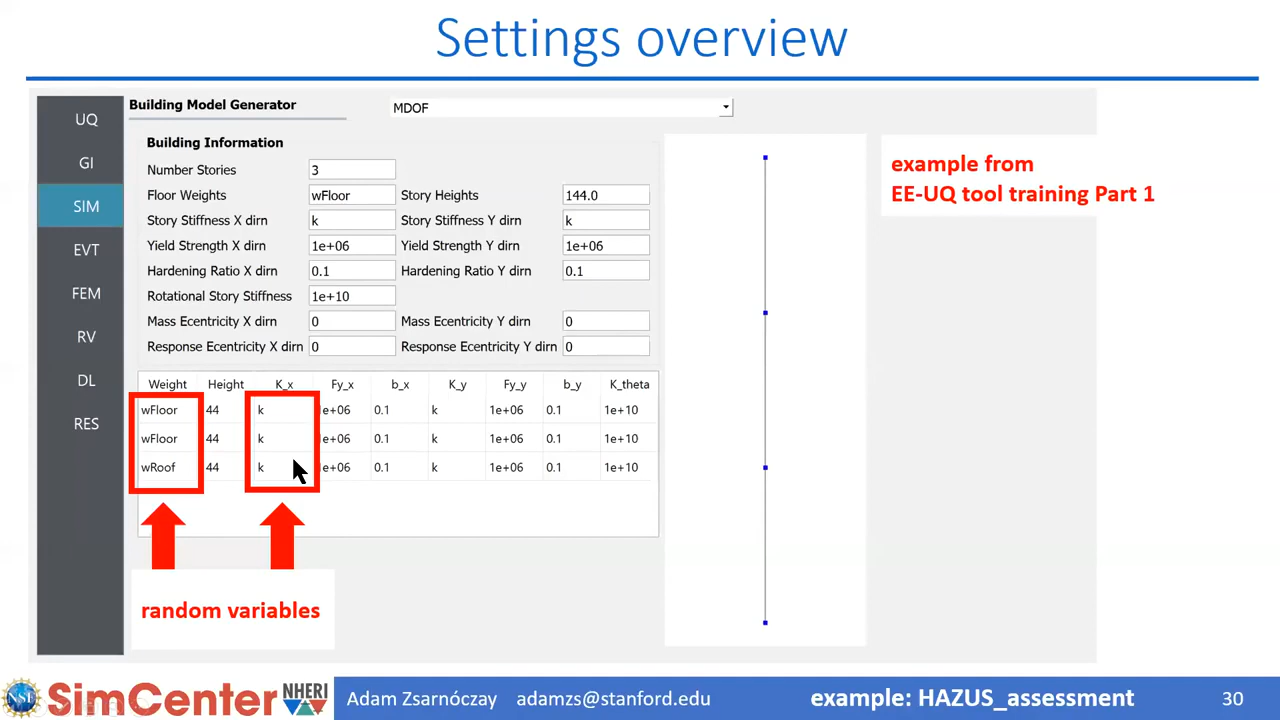 Settings overview
UQ
GI
SIM
EVT
FEM
RV
DL
RES
Building Model Generator
MDOF
Building Information
Number Stories 3
Floor Weights wFloor Story Heights 144.0
Story Stiffness X dirn k Story Stiffness Y dirn k
Yield Strength X dirn 1e+06 Yield Strength Y dirn 1e+06
Hardening Ratio X dirn 0.1 Hardening Ratio Y dirn 0.1
Rotational Story Stiffness 1e+10
Mass Ecentricity X dirn 0 Mass Ecentricity Y dirn 0
Response Ecentricity X dirn 0 Response Ecentricity Y dirn 0
Weight Height K_x Fy_x b_x K_y Fy_y b_y K_theta
wFloor 44 k 1e+06 0.1 k 1e+06 0.1 1e+10
wFloor 44 k 1e+06 0.1 k 1e+06 0.1 1e+10
wRoof 44 k 1e+06 0.1 k 1e+06 0.1 1e+10
random variables
example from
EE-UQ tool training Part 1
NSF SimCenter NHERI Adam Zsarnóczay adamzs@stanford.edu example: HAZUS_assessment 30